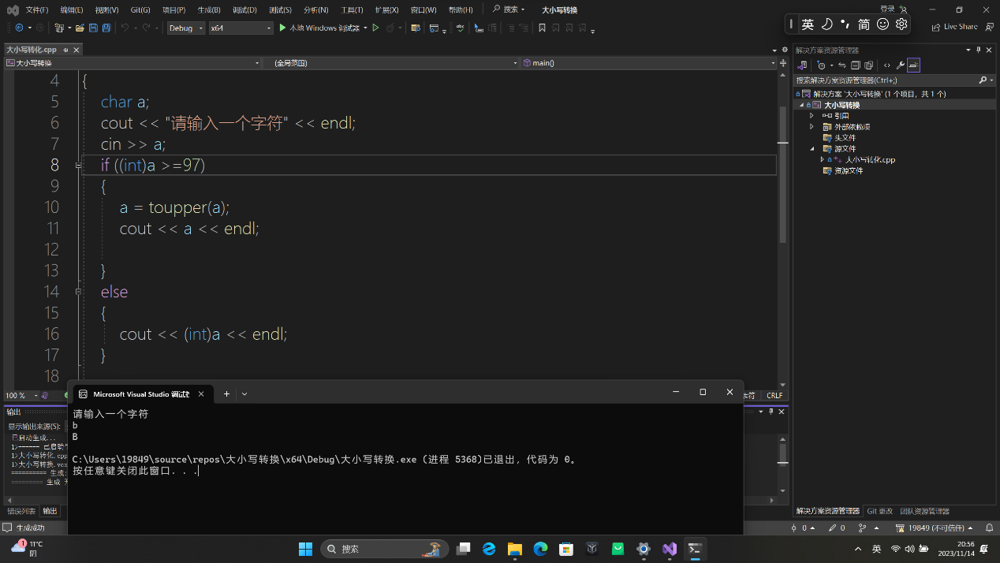 文件(F) 编辑(E) 视图(V) Git(G) 项目(P) 生成(B) 调试(D) 测试(S) 分析(N) 工具(T) 扩展(X) 窗口(W) 帮助(H) 搜索 大小写转换 登录
英 简
Debug x64 本地 Windows 调试器 Live Share
大小写转化.cpp
大小写转换 (全局范围) main()
4 {
5 char a;
6 cout << "请输入一个字符" << endl;
7 cin >> a;
8 if ((int)a >=97)
9 {
10 a = toupper(a);
11 cout << a << endl;
12
13 }
14 else
15 {
16 cout << (int)a << endl;
17 }
18
100 % CRLF
解决方案资源管理器
搜索解决方案资源管理器(Ctrl+;)
解决方案 '大小写转换' (1 个项目，共 1 个)
大小写转换
引用
外部依赖项
头文件
源文件
大小写转化.cpp
资源文件
输出
显示输出来源(S):
已启动生成...
1>大小写转化.cpp
1>大小写转换.vcx
Microsoft Visual Studio 调试
请输入一个字符
b
B
C:\Users\19849\source\repos\大小写转换\x64\Debug\大小写转换.exe (进程 5368)已退出，代码为 0。
按任意键关闭此窗口. . .
错误列表 输出
解决方案资源管理器 Git 更改 团队资源管理器
生成成功 0 0 19849 (不可信任)
1 11°C
阴
搜索
英
20:56
2023/11/14